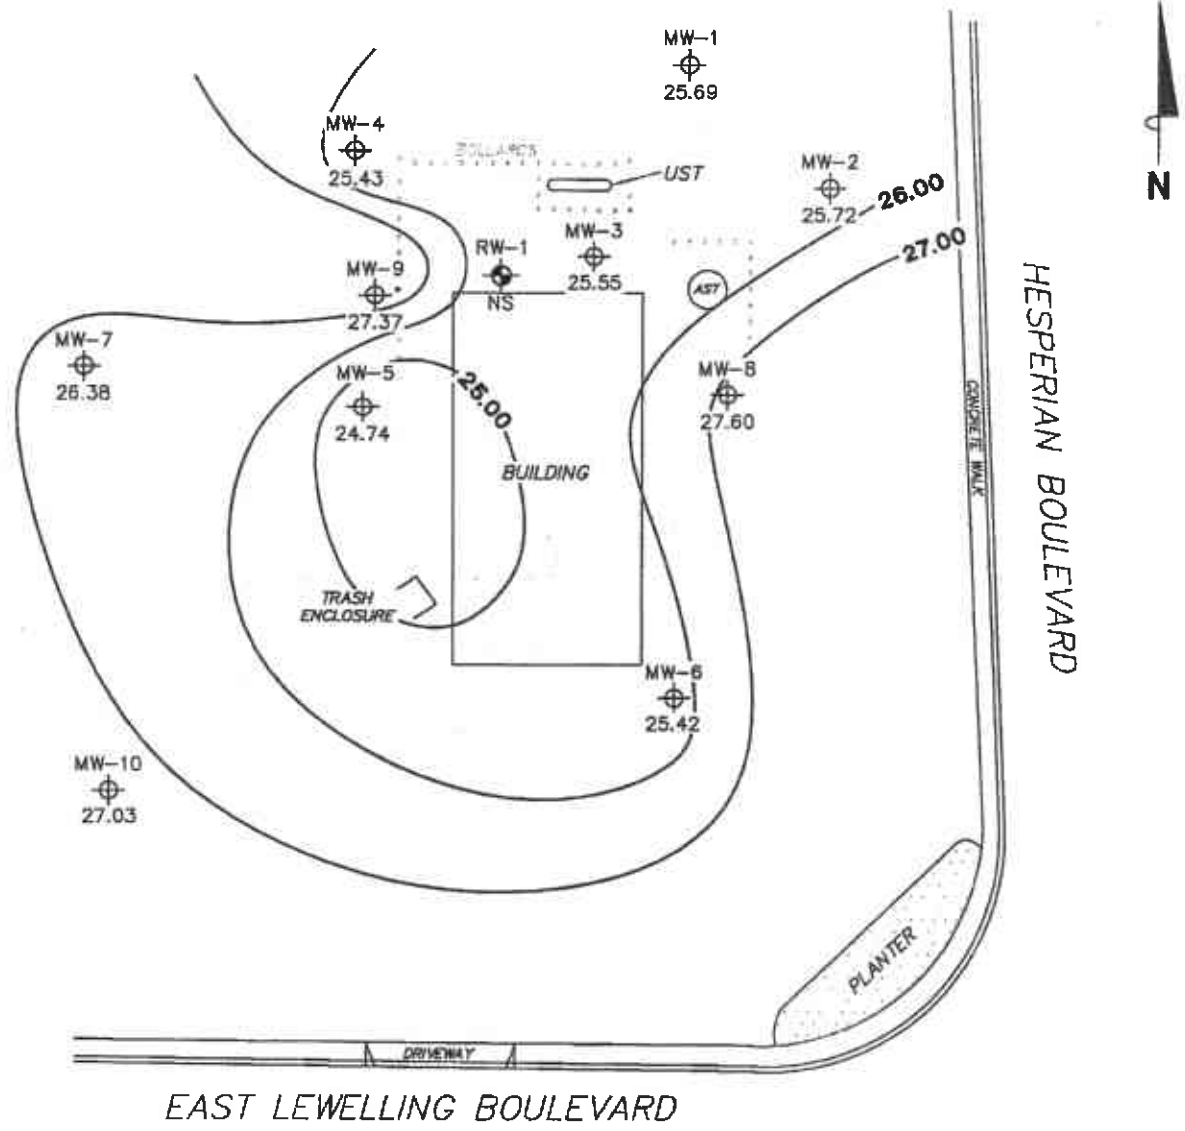 MW-1
25.69
MW-4
25.43
BOLLARDS
UST
MW-2
25.72
26.00
N
MW-3
25.55
RW-1
NS
27.00
MW-9
27.37
AST
MW-7
26.38
MW-5
24.74
25.00
MW-8
27.60
BUILDING
CONCRETE WALK
HESPERIAN BOULEVARD
TRASH
ENCLOSURE
MW-6
25.42
MW-10
27.03
PLANTER
DRIVEWAY
EAST LEWELLING BOULEVARD